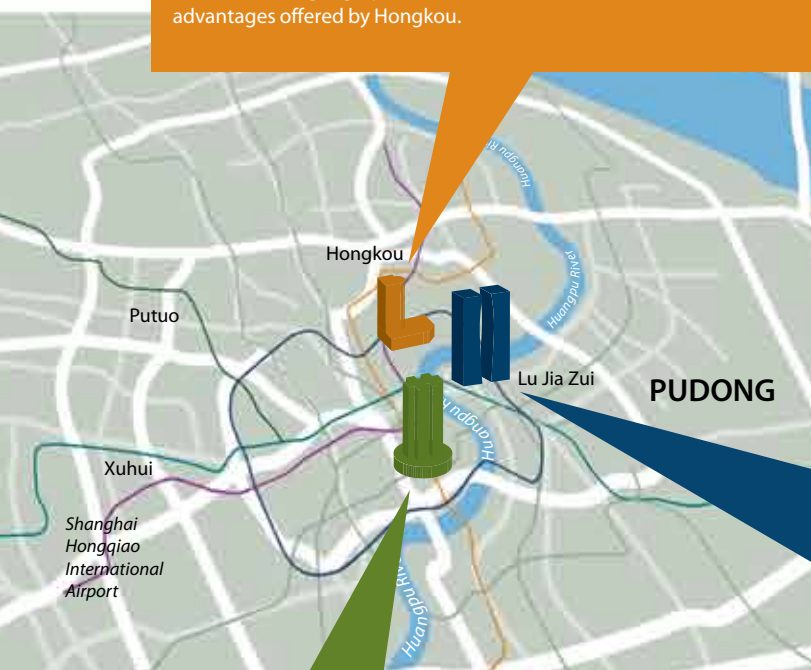 advantages offered by Hongkou.
Huangpu
Hongkou
Huangpu River
Putuo
Lu Jia Zui
PUDONG
Huangpu
Xuhui
Shanghai
Hongqiao
International
Airport
Huangpu